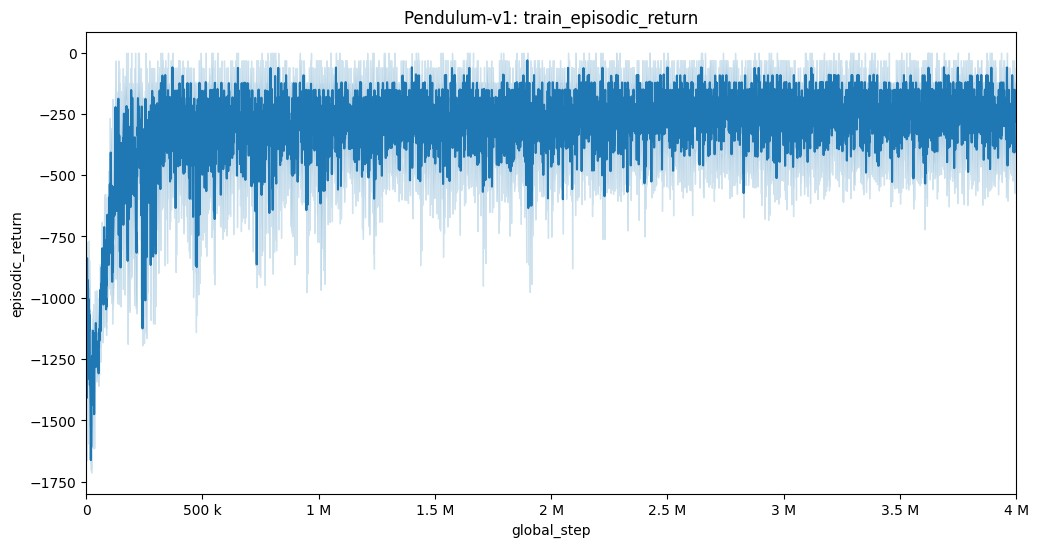 Pendulum-v1: train_episodic_return
0
−250
−500
−750
−1000
−1250
−1500
−1750
episodic_return
0
500 k
1 M
1.5 M
2 M
2.5 M
3 M
3.5 M
4 M
global_step